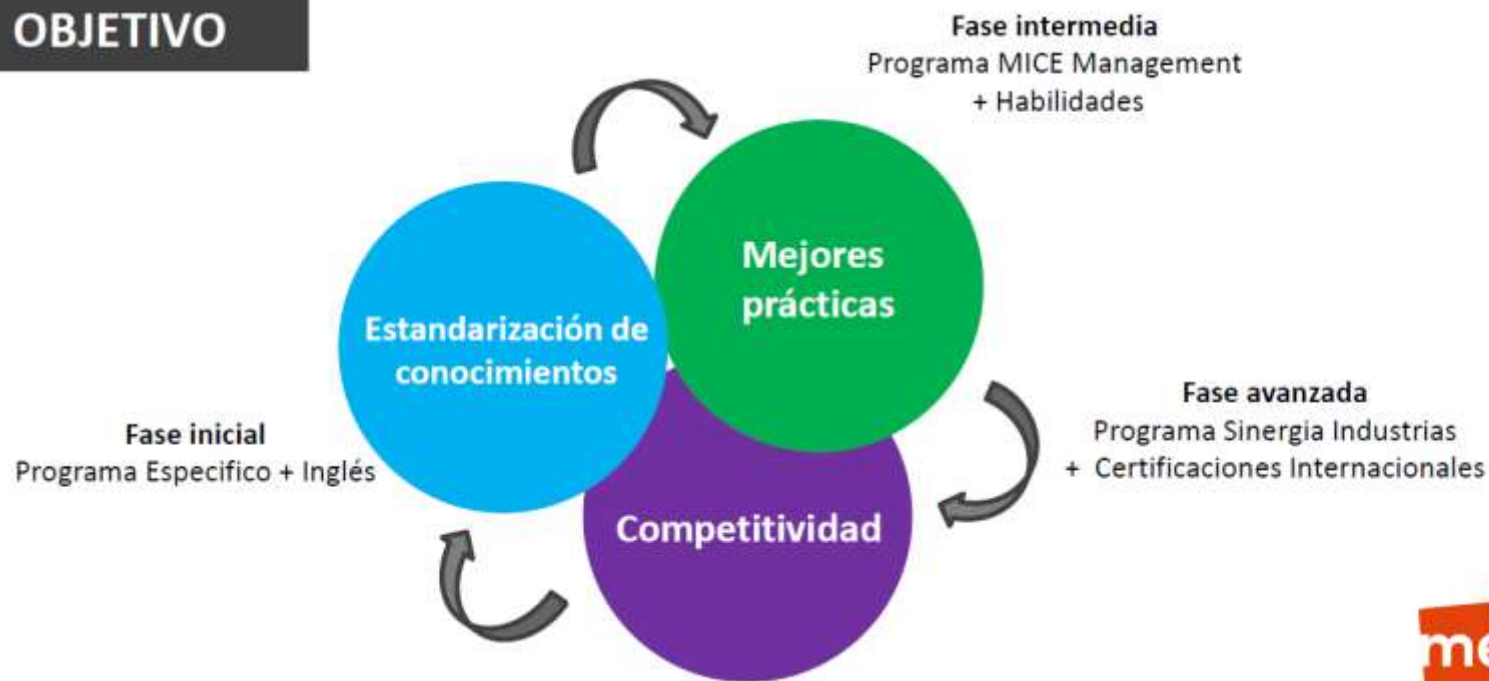 OBJETIVO
Fase intermedia
Programa MICE Management
+ Habilidades
Mejores
prácticas
Estandarización de
conocimientos
Fase inicial
Programa Especifico + Inglés
Fase avanzada
Programa Sinergia Industrias
+ Certificaciones Internacionales
Competitividad
me